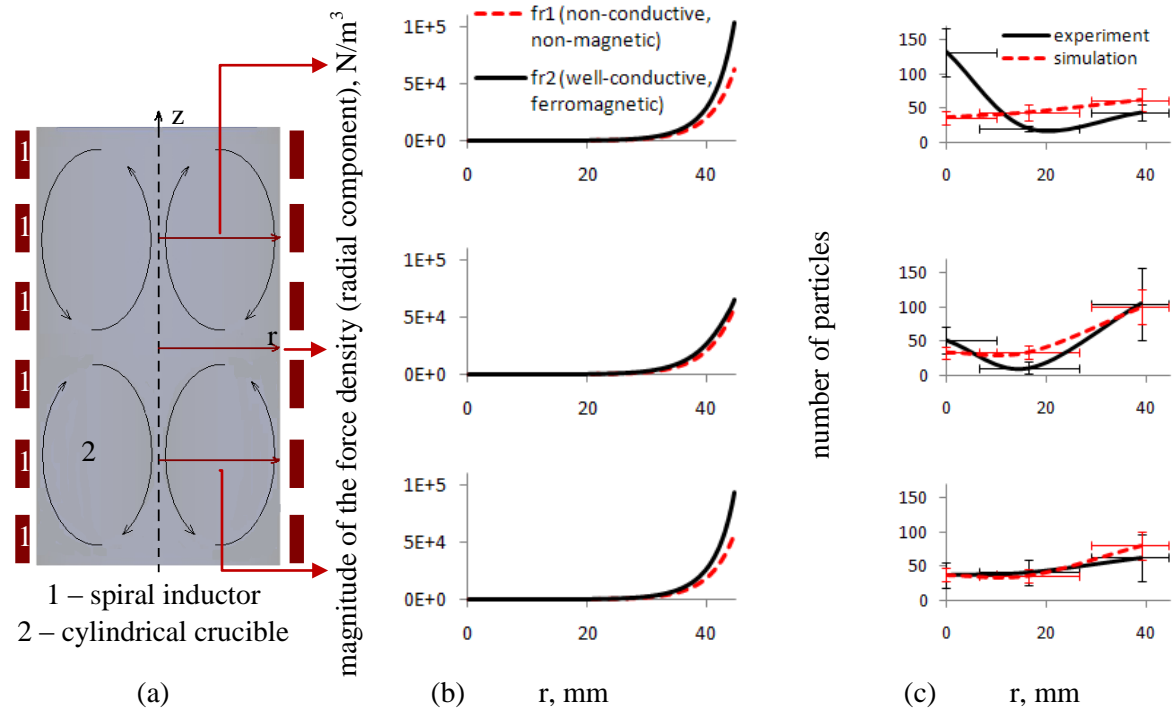 z
1
1
1
1
1
1
r
2
1 – spiral inductor
2 – cylindrical crucible
(a)
magnitude of the force density (radial component), N/m³
1E+5
5E+4
0E+0
fr1 (non-conductive,
non-magnetic)
fr2 (well-conductive,
ferromagnetic)
0 20 40
1E+5
5E+4
0E+0
0 20 40
1E+5
5E+4
0E+0
0 20 40
(b) r, mm
number of particles
150
100
50
0
experiment
simulation
0 20 40
150
100
50
0
0 20 40
150
100
50
0
0 20 40
(c) r, mm